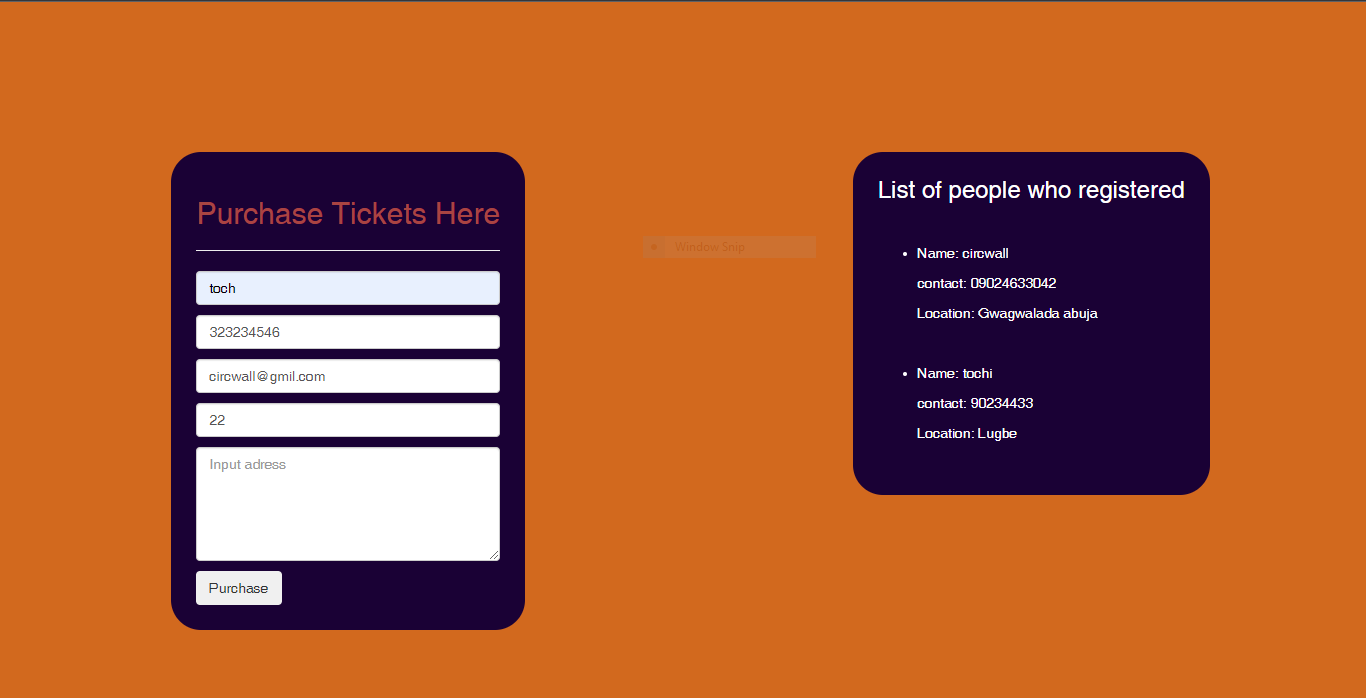 Purchase Tickets Here
toch
323234546
circwall@gmil.com
22
Input adress
Purchase
Window Snip
List of people who registered
Name: circwall
contact: 09024633042
Location: Gwagwalada abuja
Name: tochi
contact: 90234433
Location: Lugbe